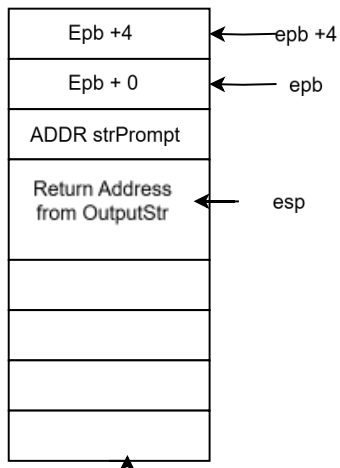 Epb +4
epb +4
Epb + 0
epb
ADDR strPrompt
Return Address
from OutputStr
esp